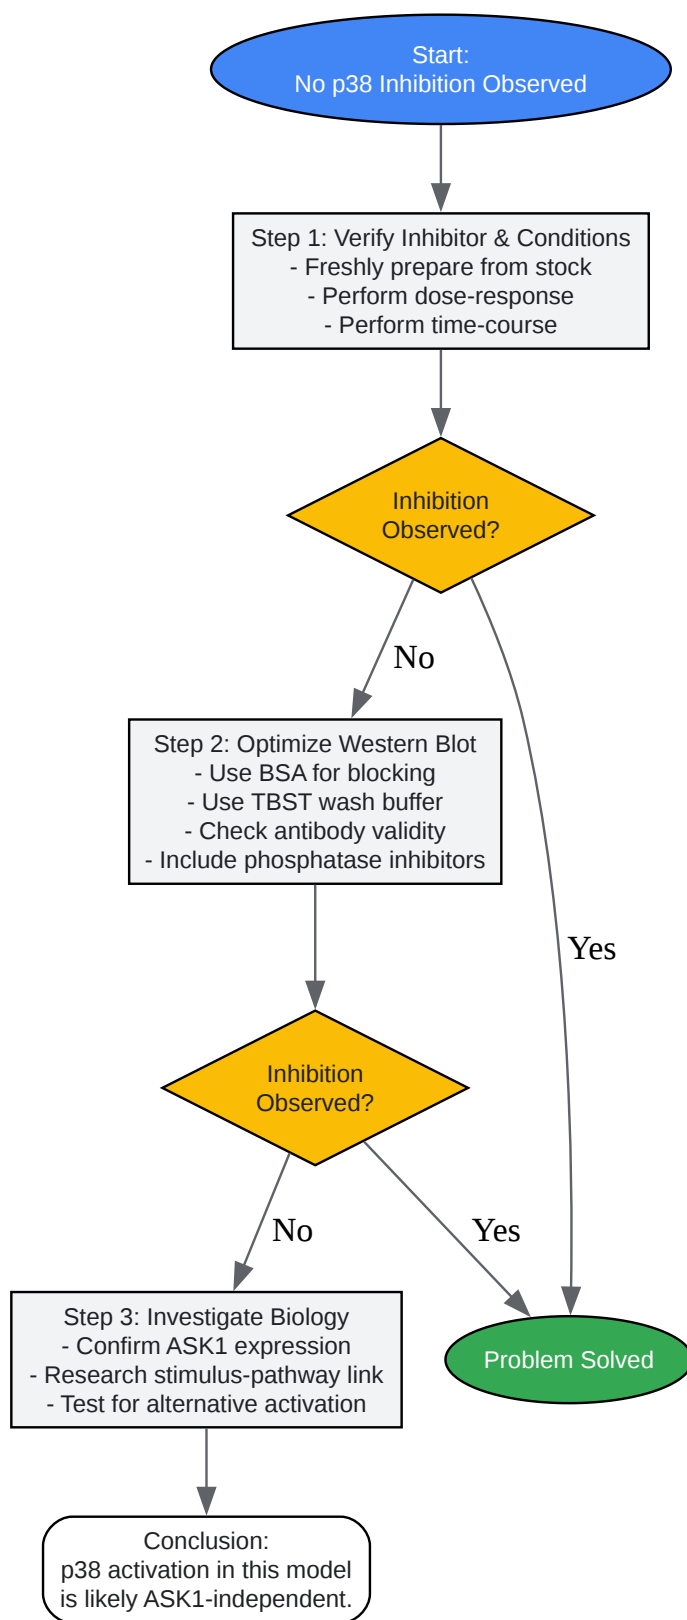 Start:
No p38 Inhibition Observed
Step 1: Verify Inhibitor & Conditions
- Freshly prepare from stock
- Perform dose-response
- Perform time-course
Inhibition
Observed?
No
Step 2: Optimize Western Blot
- Use BSA for blocking
- Use TBST wash buffer
- Check antibody validity
- Include phosphatase inhibitors
Yes
Inhibition
Observed?
No
Yes
Step 3: Investigate Biology
- Confirm ASK1 expression
- Research stimulus-pathway link
- Test for alternative activation
Problem Solved
Conclusion:
p38 activation in this model
is likely ASK1-independent.